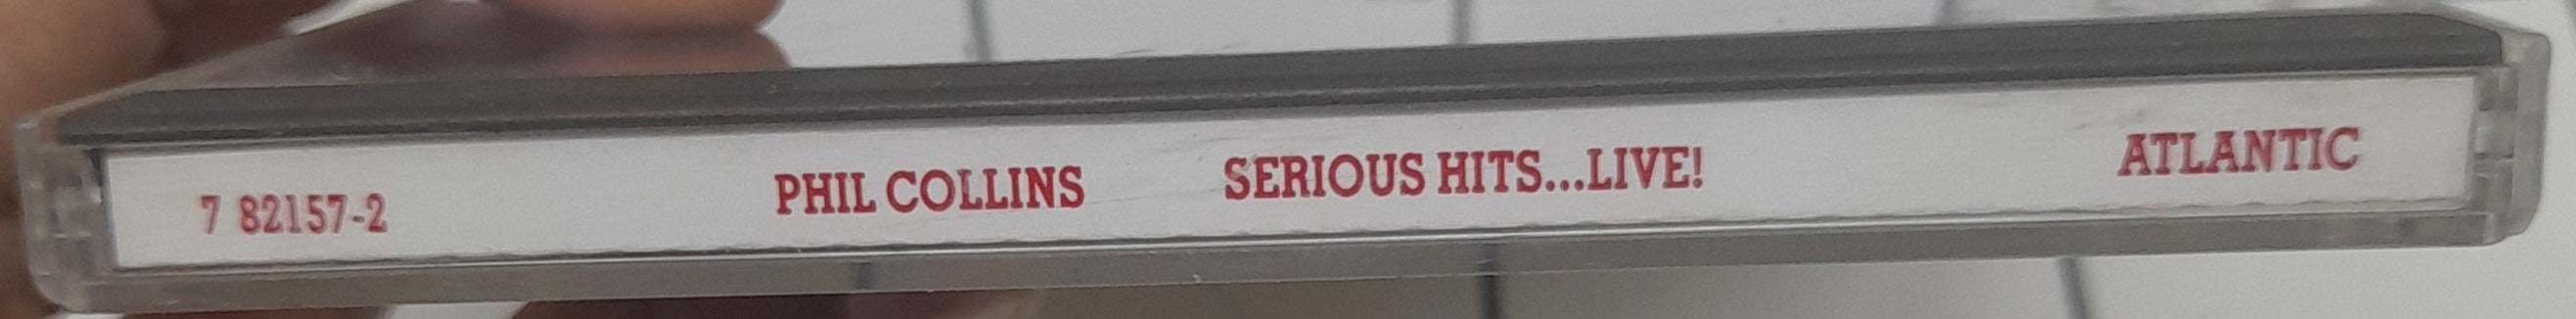 7 82157-2 PHIL COLLINS SERIOUS HITS...LIVE! ATLANTIC